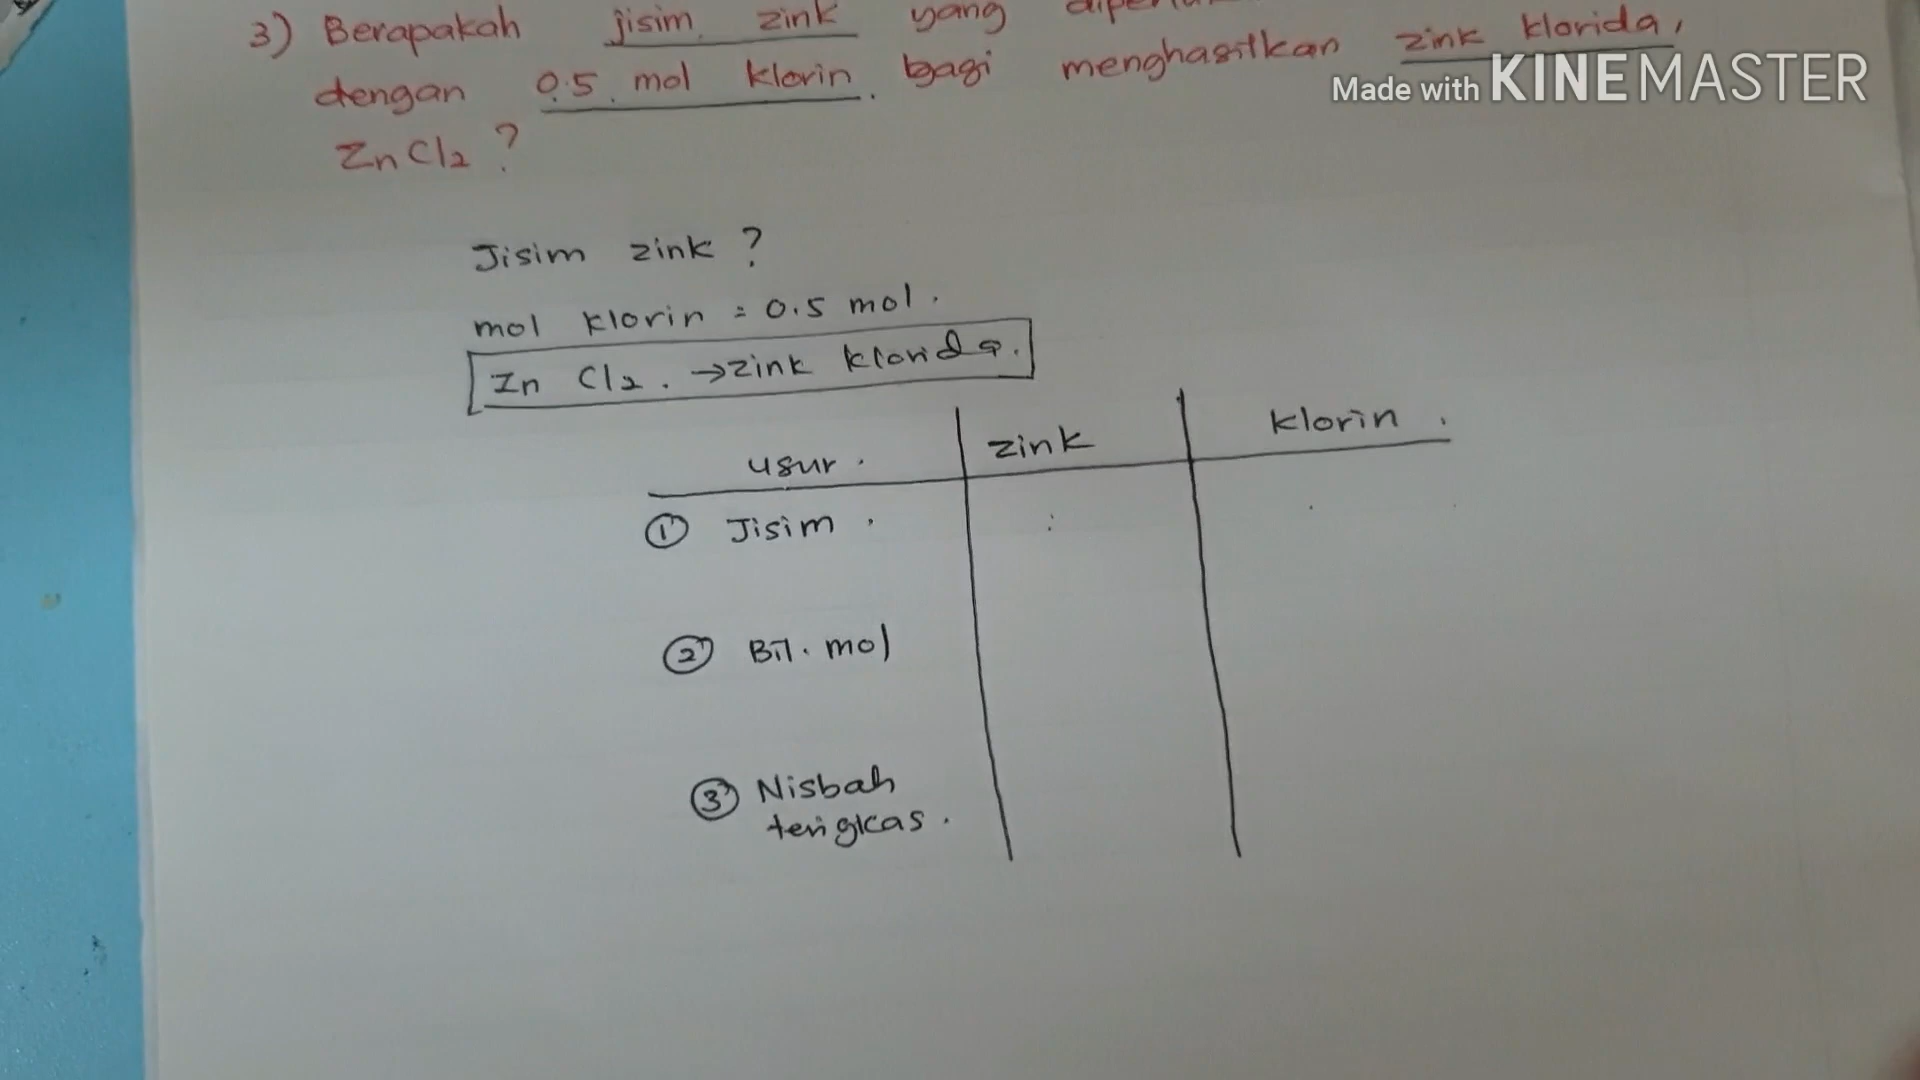 3) Berapakah jisim zink yang
dengan 0.5 mol klorin bagi menghasilkan zink klorida,
ZnCl2 ?
Made with KINEMASTER
Jisim zink ?
mol klorin = 0.5 mol.
Zn Cl2. →zink klorida.
usur. zink klorin.
① Jisim.
② Bil. mol
③ Nisbah
teringkas.